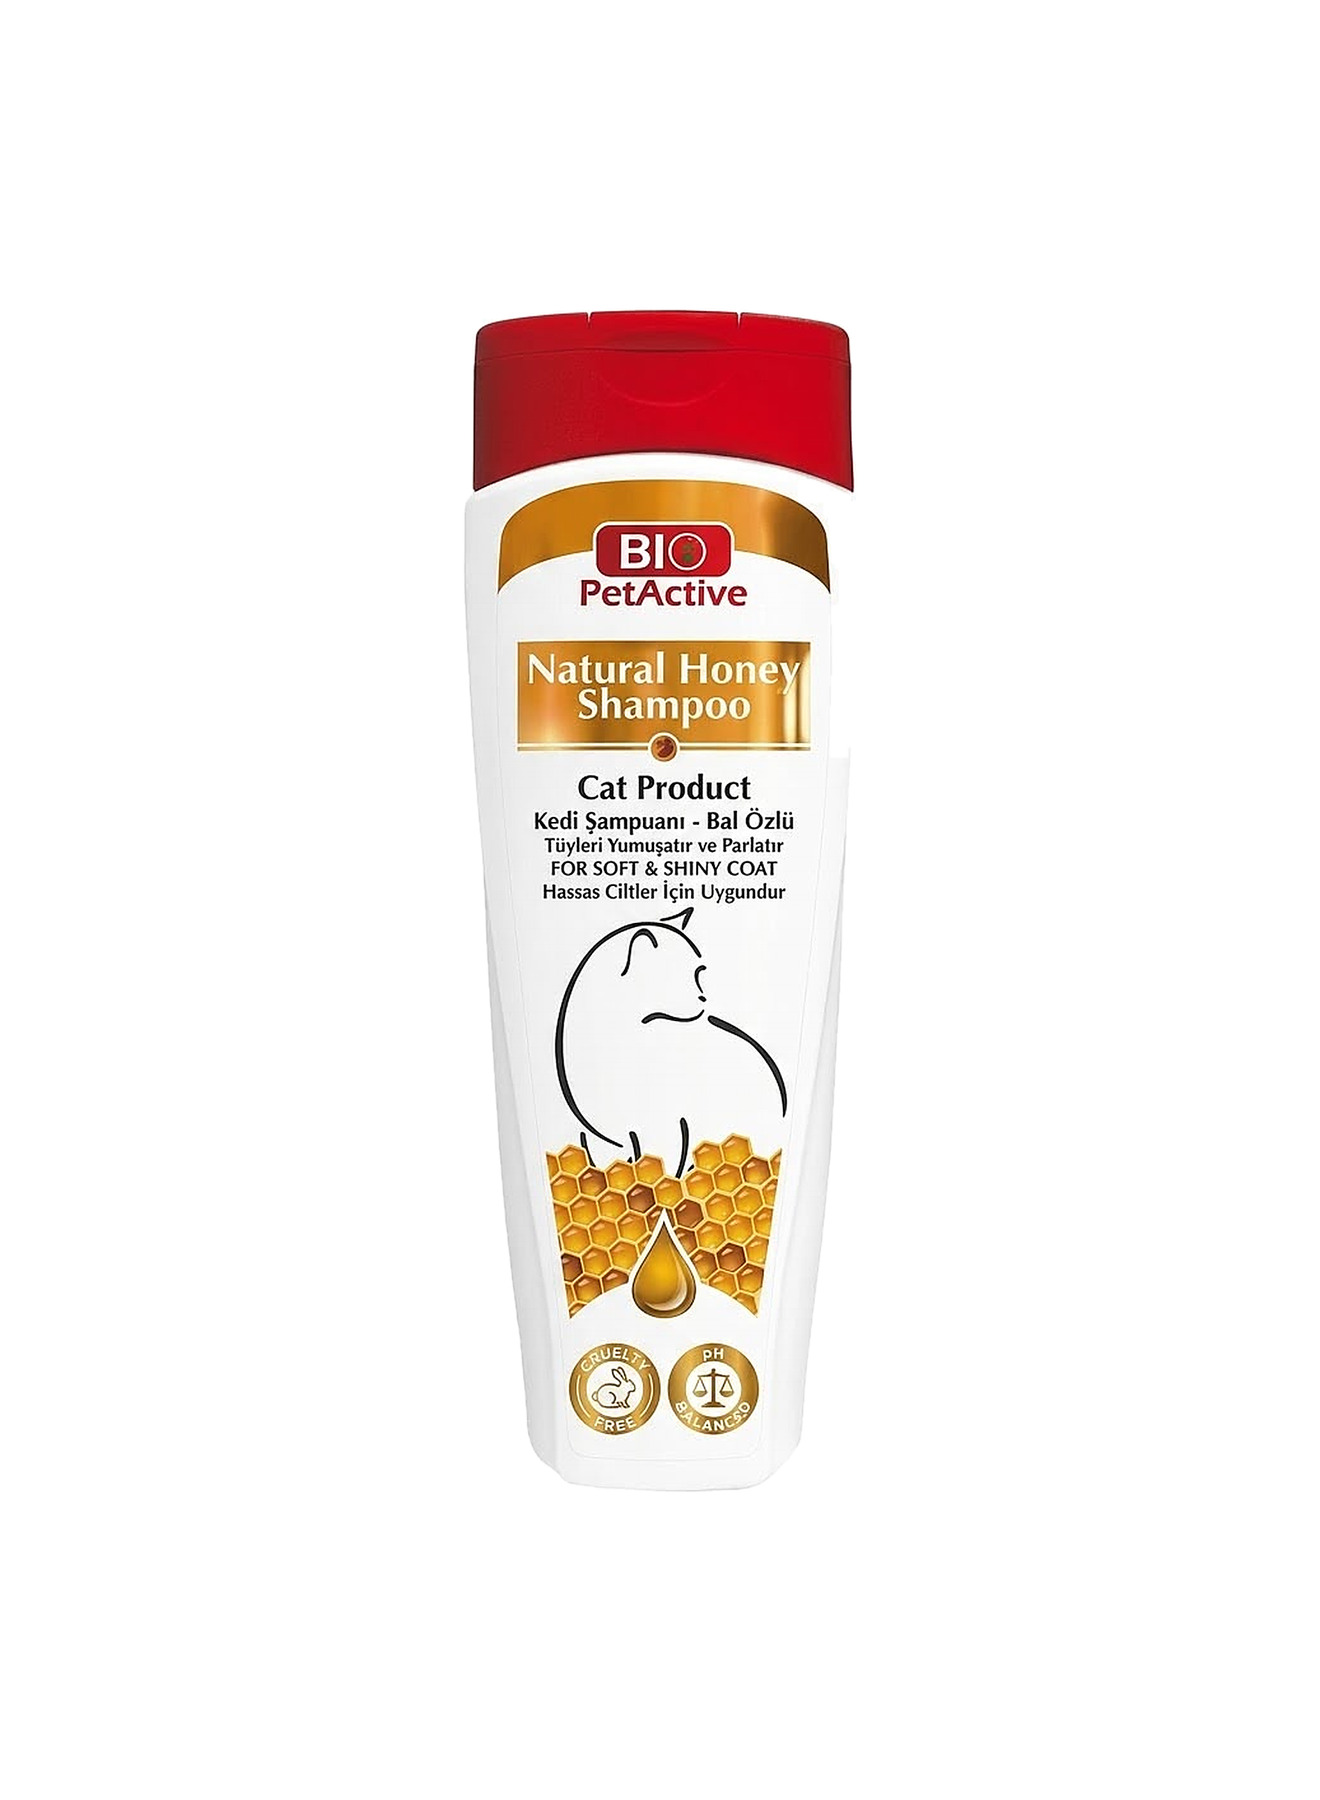 BIO
PetActive
Natural Honey
Shampoo
Cat Product
Kedi Şampuanı - Bal Özlü
Tüyleri Yumuşatır ve Parlatır
FOR SOFT & SHINY COAT
Hassas Ciltler İçin Uygundur
CRUELTY
FREE
PH
BALANCED